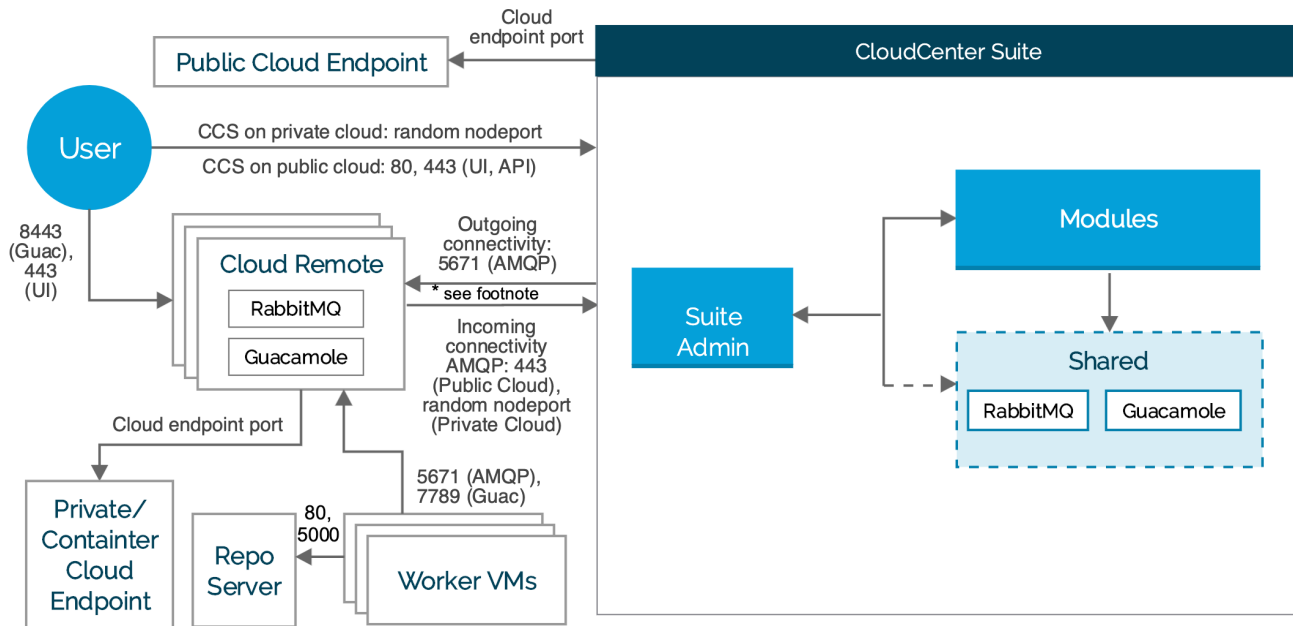 Cloud
endpoint port
CloudCenter Suite
Public Cloud Endpoint
User
CCS on private cloud: random nodeport
CCS on public cloud: 80, 443 (UI, API)
8443
(Guac),
443
(UI)
Cloud Remote
RabbitMQ
Guacamole
Outgoing
connectivity:
5671 (AMQP)
* see footnote
Incoming
connectivity
AMQP: 443
(Public Cloud),
random nodeport
(Private Cloud)
Suite
Admin
Modules
Shared
RabbitMQ
Guacamole
Cloud endpoint port
Private/
Containter
Cloud
Endpoint
5671 (AMQP),
7789 (Guac)
80,
5000
Repo
Server
Worker VMs